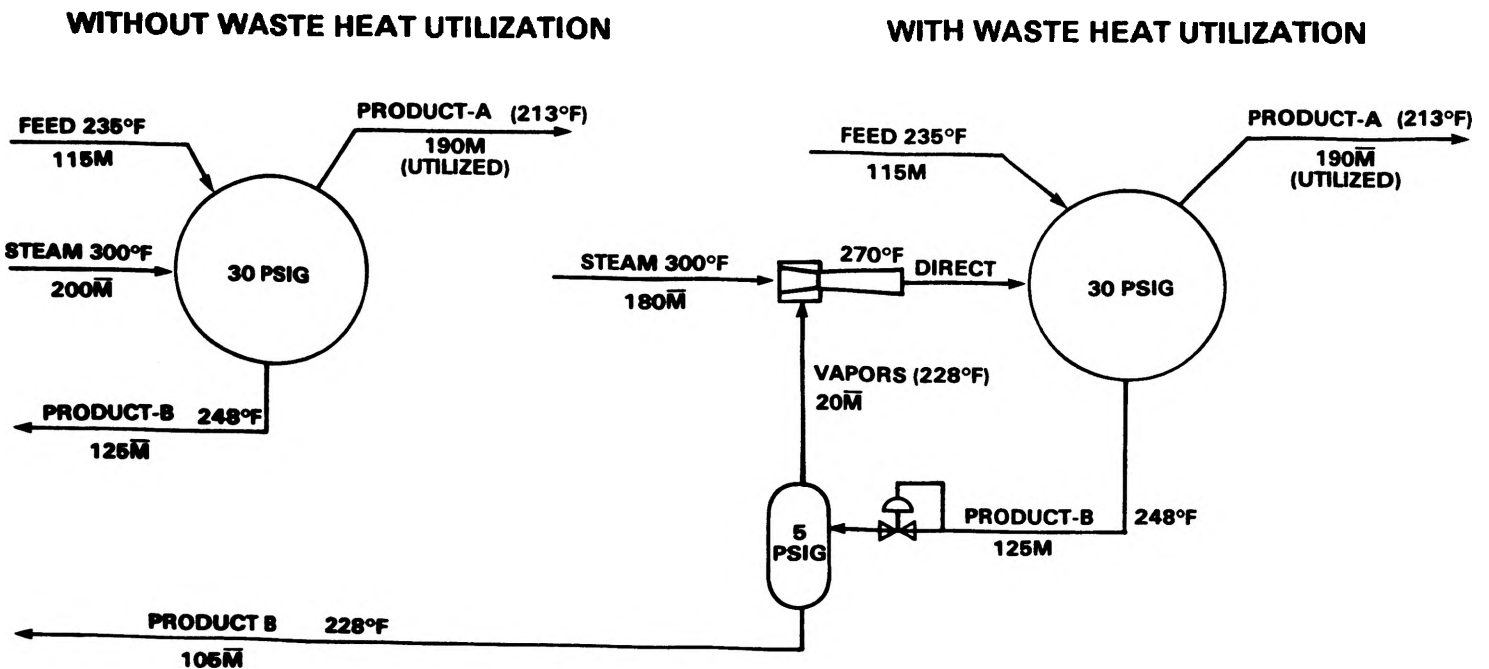 WITHOUT WASTE HEAT UTILIZATION
FEED 235°F
115M
PRODUCT-A (213°F)
190M
(UTILIZED)
STEAM 300°F
200M̅
30 PSIG
PRODUCT-B 248°F
125M̅
WITH WASTE HEAT UTILIZATION
FEED 235°F
115M
PRODUCT-A (213°F)
190M̅
(UTILIZED)
STEAM 300°F
180M̅
270°F
DIRECT
30 PSIG
VAPORS (228°F)
20M̅
5
PSIG
PRODUCT-B
125M
248°F
PRODUCT B 228°F
105M̅